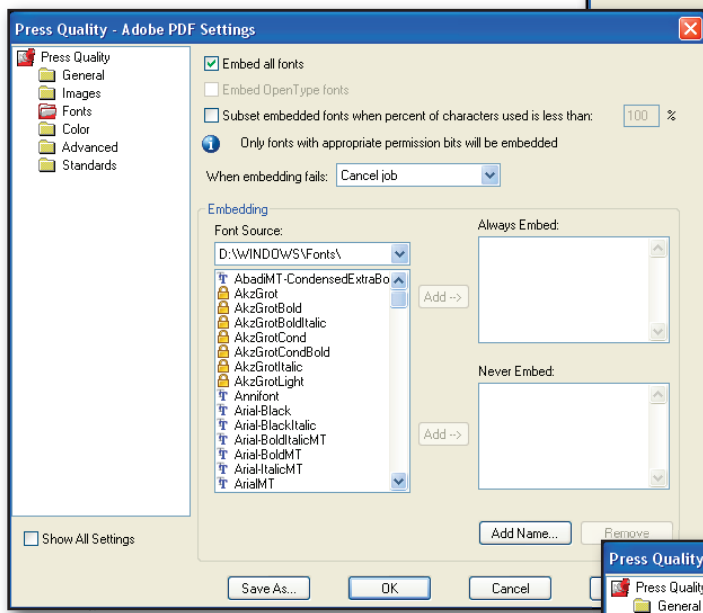 Press Quality - Adobe PDF Settings
Press Quality
General
Images
Fonts
Color
Advanced
Standards
Embed all fonts
Embed OpenType fonts
Subset embedded fonts when percent of characters used is less than: 100 %
Only fonts with appropriate permission bits will be embedded
When embedding fails: Cancel job
Embedding
Font Source:
D:\WINDOWS\Fonts\
AbadiMT-CondensedExtraBo
AkzGrot
AkzGrotBold
AkzGrotBoldItalic
AkzGrotCond
AkzGrotCondBold
AkzGrotItalic
AkzGrotLight
Annifont
Arial-Black
Arial-BlackItalic
Arial-BoldItalicMT
Arial-BoldMT
Arial-ItalicMT
ArialMT
Add -->
Add -->
Always Embed:
Never Embed:
Add Name...
Remove
Show All Settings
Save As...
OK
Cancel
Press Quality
Press Quality
General